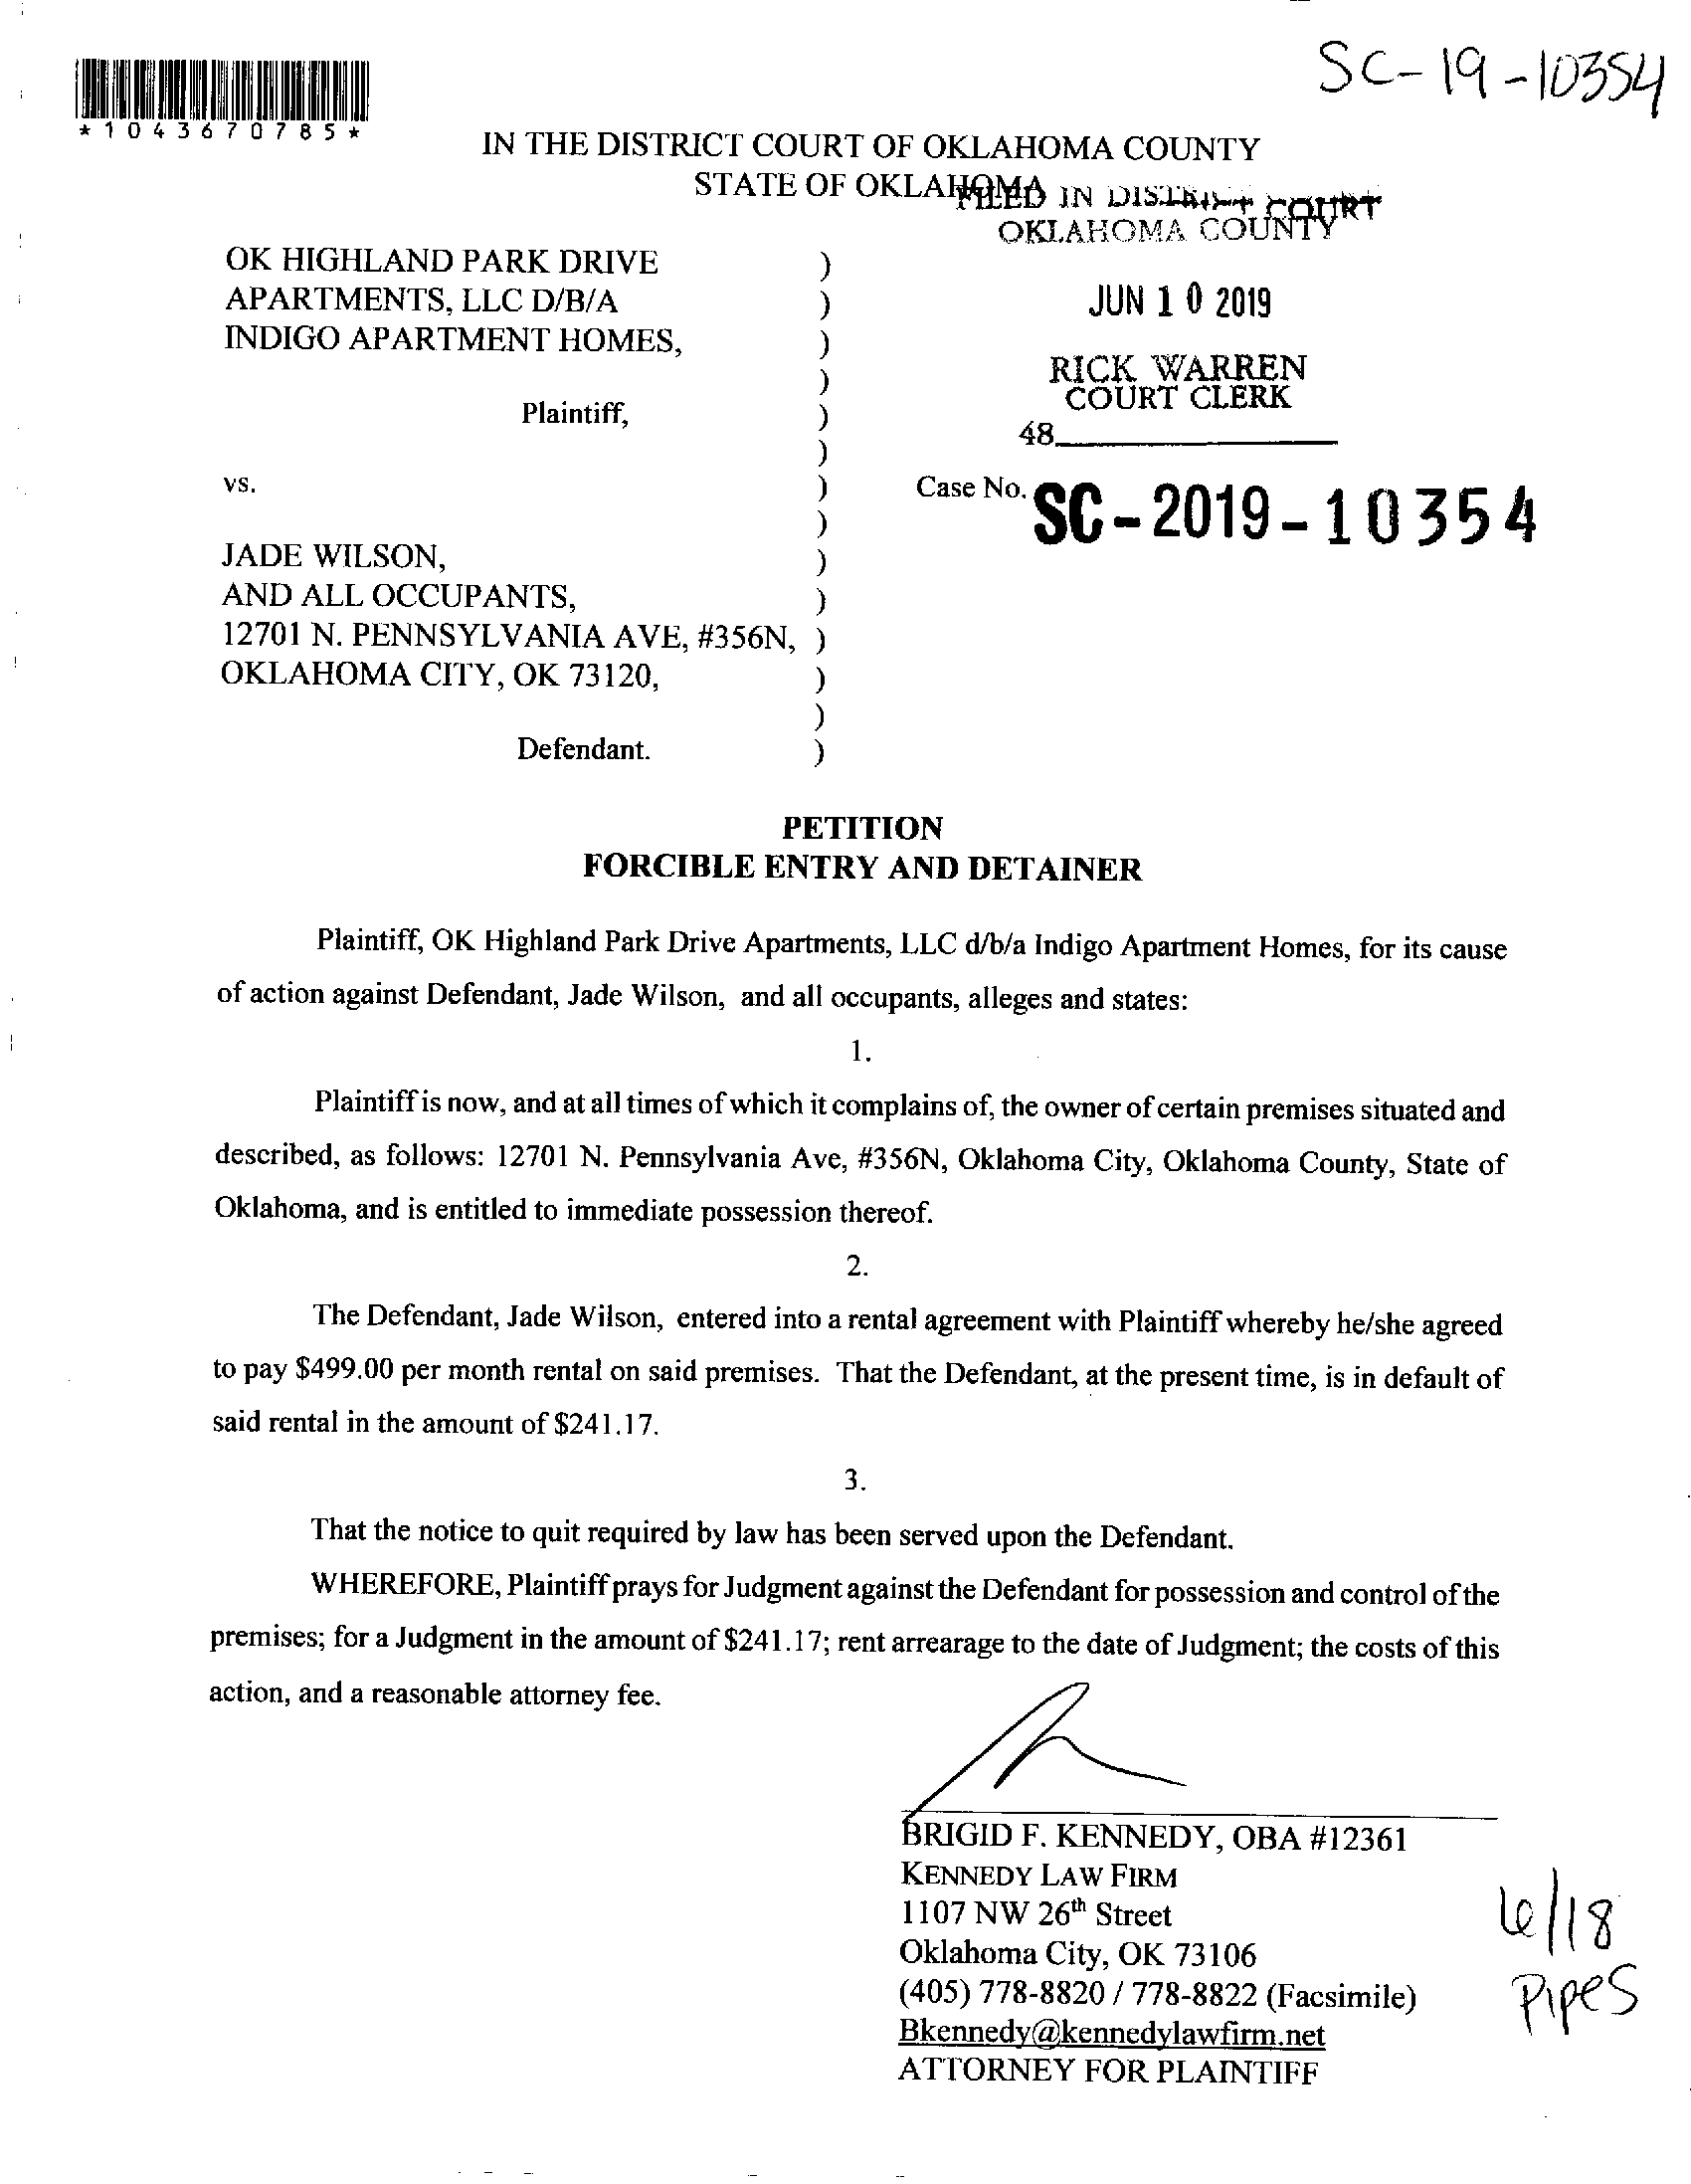 SC-19-10354
*1043670785*
IN THE DISTRICT COURT OF OKLAHOMA COUNTY
STATE OF OKLAHOMA
FILED IN DISTRICT COURT
OKLAHOMA COUNTY
JUN 10 2019
RICK WARREN
COURT CLERK
48
OK HIGHLAND PARK DRIVE )
APARTMENTS, LLC D/B/A )
INDIGO APARTMENT HOMES, )
)
Plaintiff, )
)
vs. ) Case No. SC-2019-10354
)
JADE WILSON, )
AND ALL OCCUPANTS, )
12701 N. PENNSYLVANIA AVE, #356N, )
OKLAHOMA CITY, OK 73120, )
)
Defendant. )
PETITION
FORCIBLE ENTRY AND DETAINER
Plaintiff, OK Highland Park Drive Apartments, LLC d/b/a Indigo Apartment Homes, for its cause
of action against Defendant, Jade Wilson, and all occupants, alleges and states:
1.
Plaintiff is now, and at all times of which it complains of, the owner of certain premises situated and
described, as follows: 12701 N. Pennsylvania Ave, #356N, Oklahoma City, Oklahoma County, State of
Oklahoma, and is entitled to immediate possession thereof.
2.
The Defendant, Jade Wilson, entered into a rental agreement with Plaintiff whereby he/she agreed
to pay $499.00 per month rental on said premises. That the Defendant, at the present time, is in default of
said rental in the amount of $241.17.
3.
That the notice to quit required by law has been served upon the Defendant.
WHEREFORE, Plaintiff prays for Judgment against the Defendant for possession and control of the
premises; for a Judgment in the amount of $241.17; rent arrearage to the date of Judgment; the costs of this
action, and a reasonable attorney fee.
BRIGID F. KENNEDY, OBA #12361
KENNEDY LAW FIRM
1107 NW 26th Street
Oklahoma City, OK 73106
(405) 778-8820 / 778-8822 (Facsimile)
Bkennedy@kennedylawfirm.net
ATTORNEY FOR PLAINTIFF
6/18
Pipes